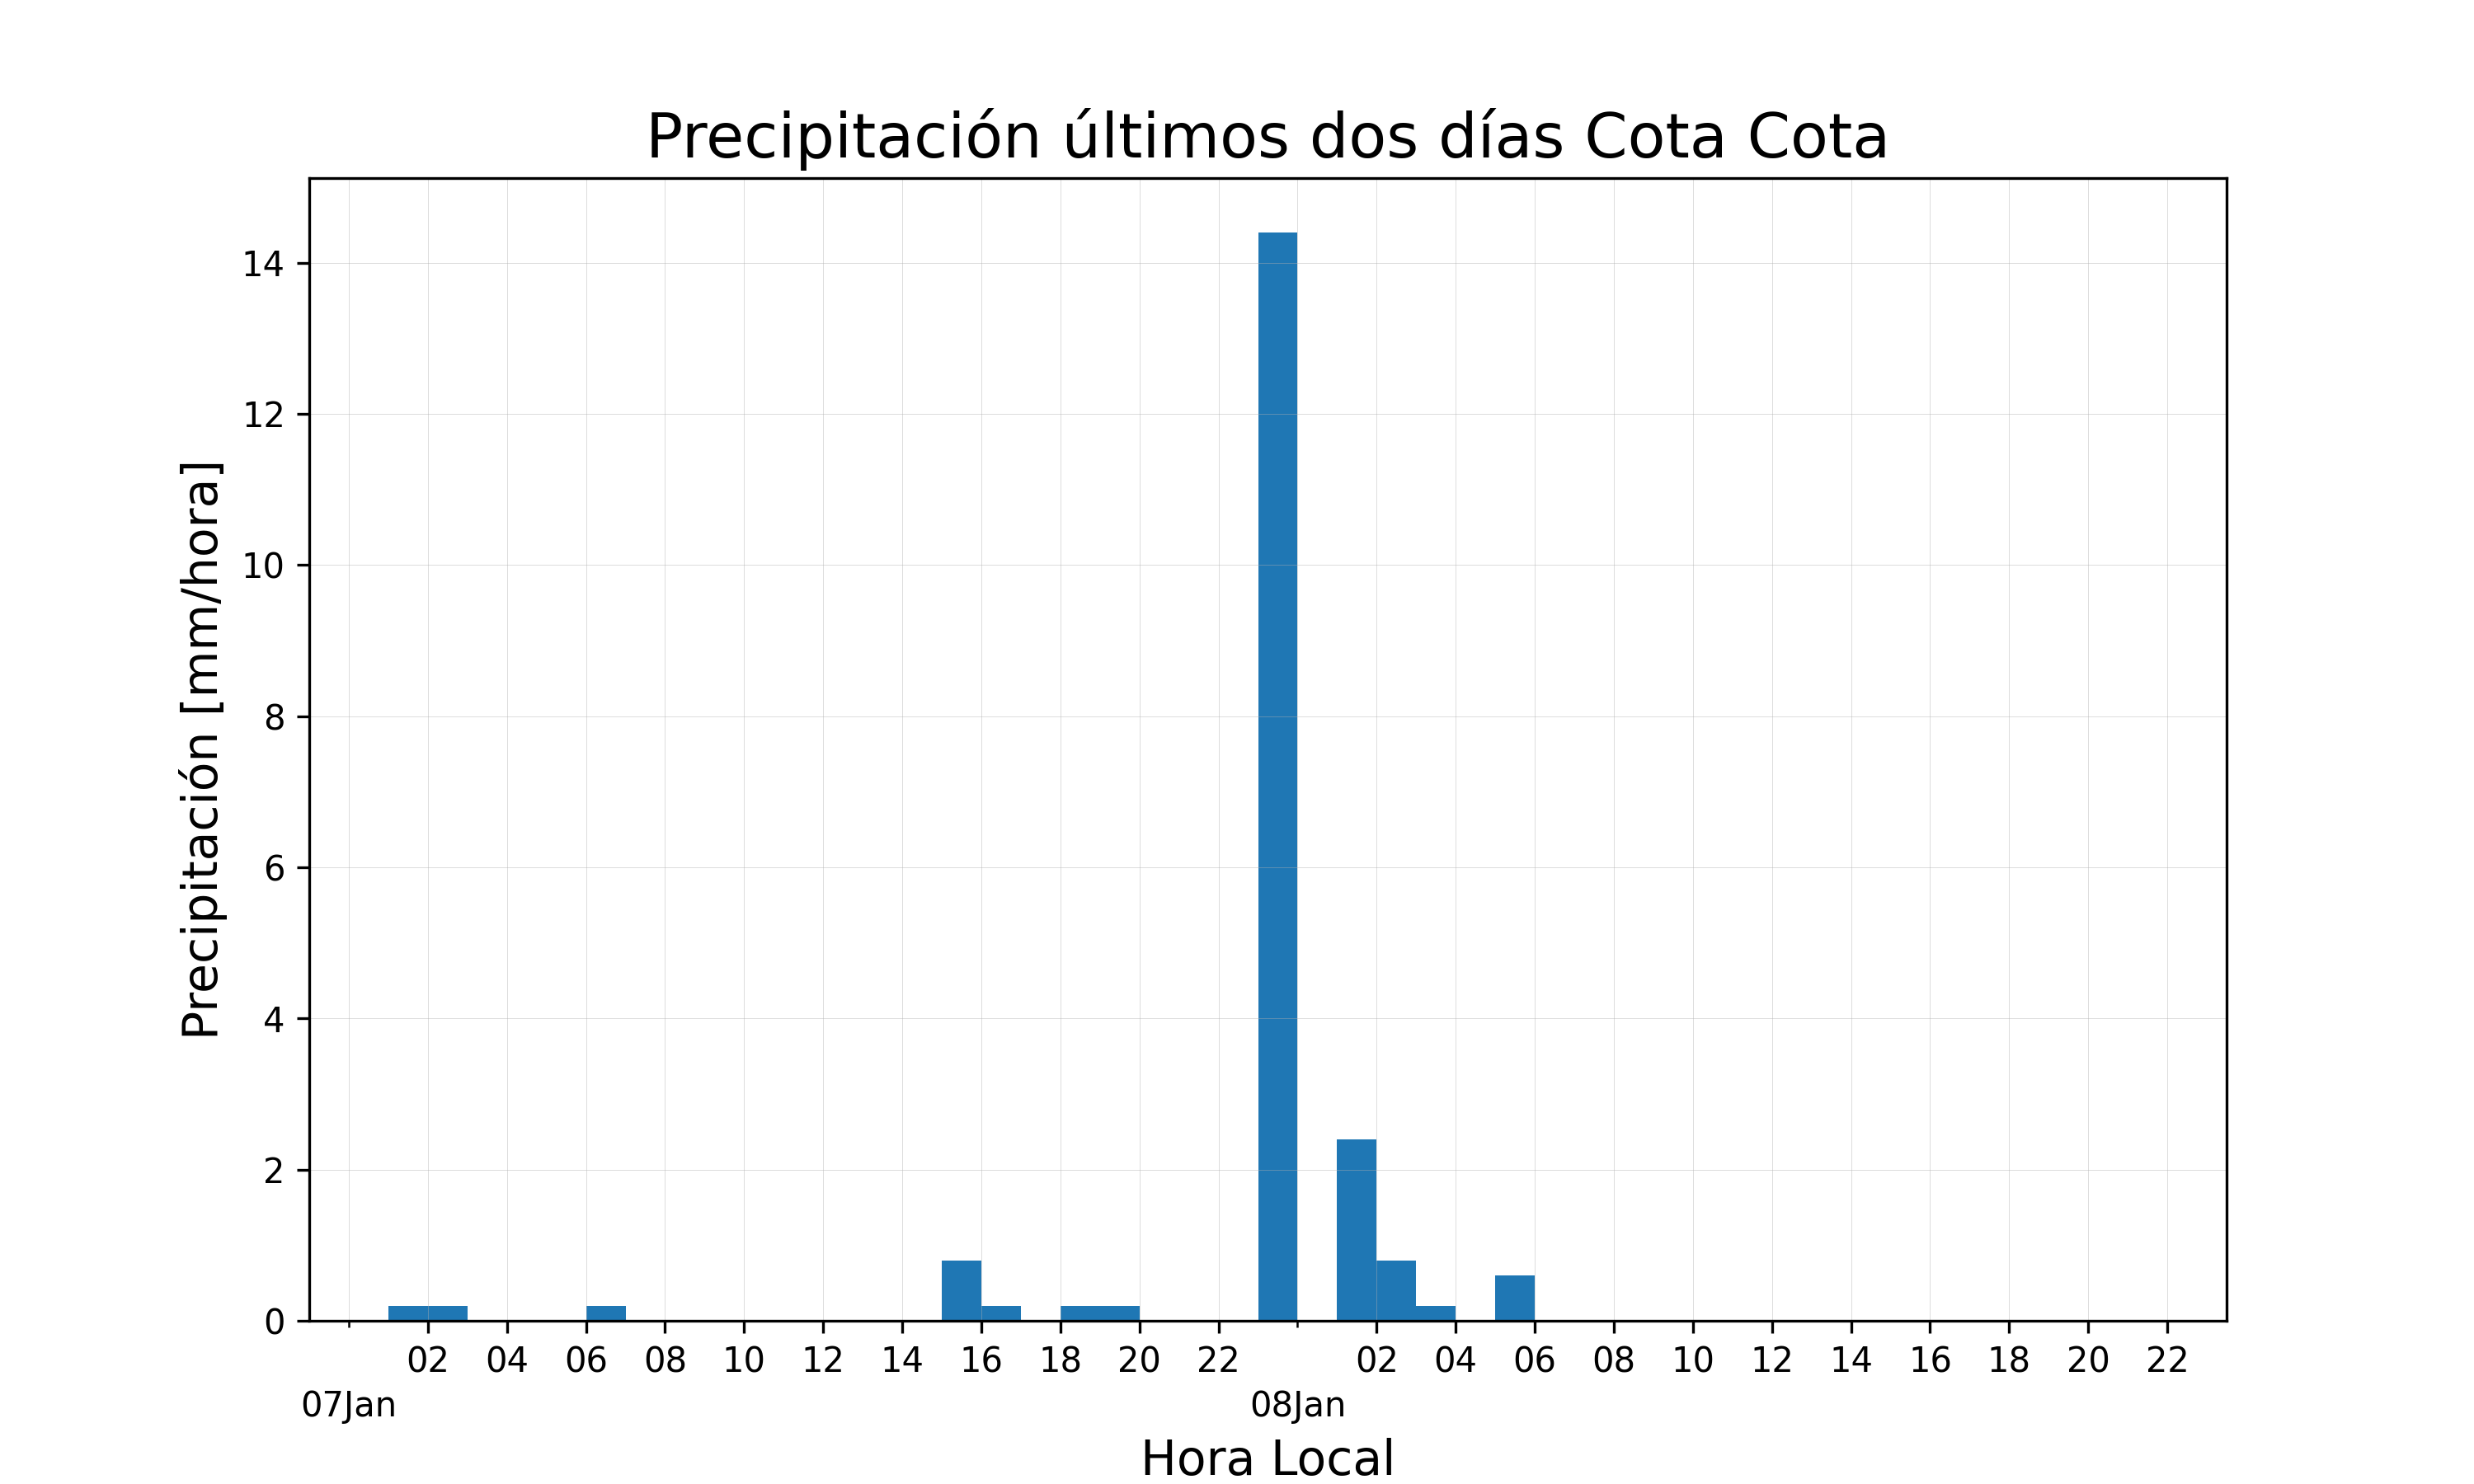 Precipitación últimos dos días Cota Cota
Precipitación [mm/hora]
14
12
10
8
6
4
2
0
02 04 06 08 10 12 14 16 18 20 22 02 04 06 08 10 12 14 16 18 20 22
07Jan 08Jan
Hora Local